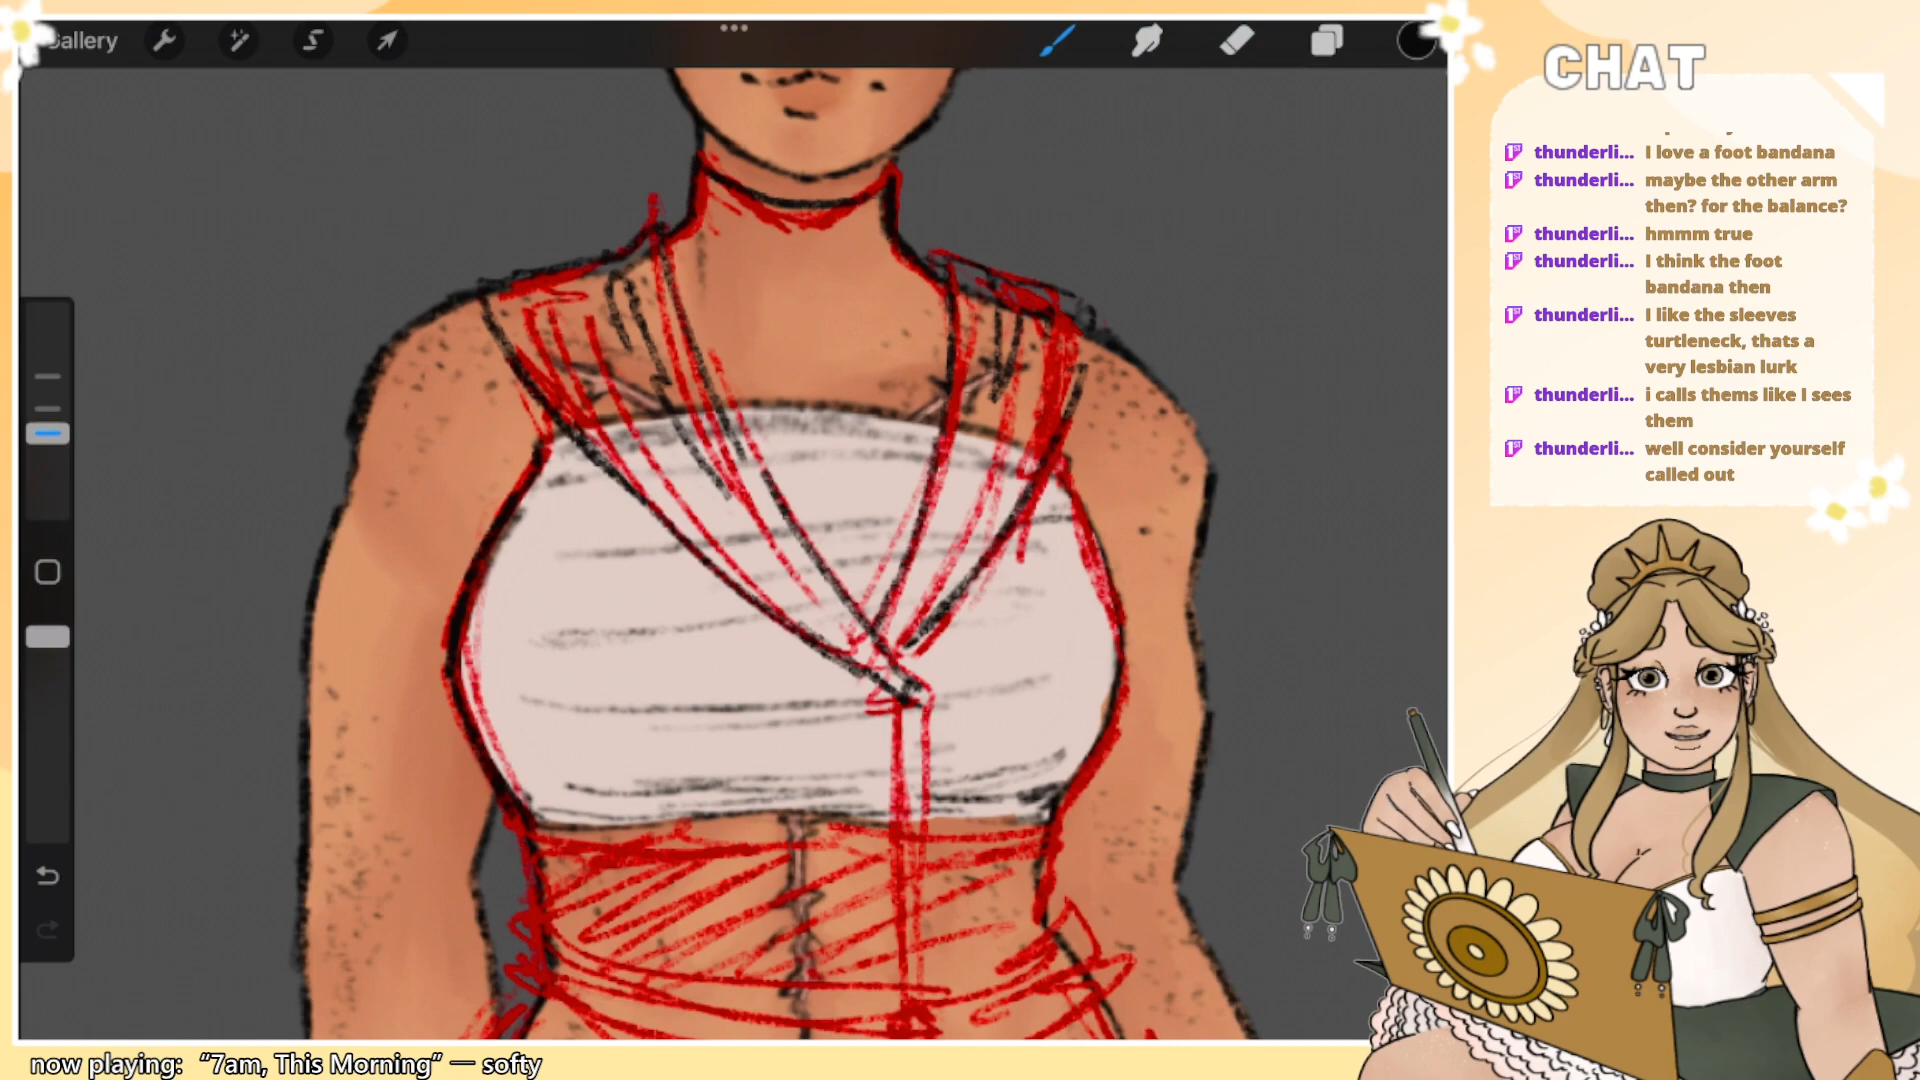 Gallery
CHAT
thunderli... I love a foot bandana
thunderli... maybe the other arm
then? for the balance?
thunderli... hmmm true
thunderli... I think the foot
bandana then
thunderli... I like the sleeves
turtleneck, thats a
very lesbian lurk
thunderli... i calls thems like I sees
them
thunderli... well consider yourself
called out
now playing: "7am, This Morning" — softy